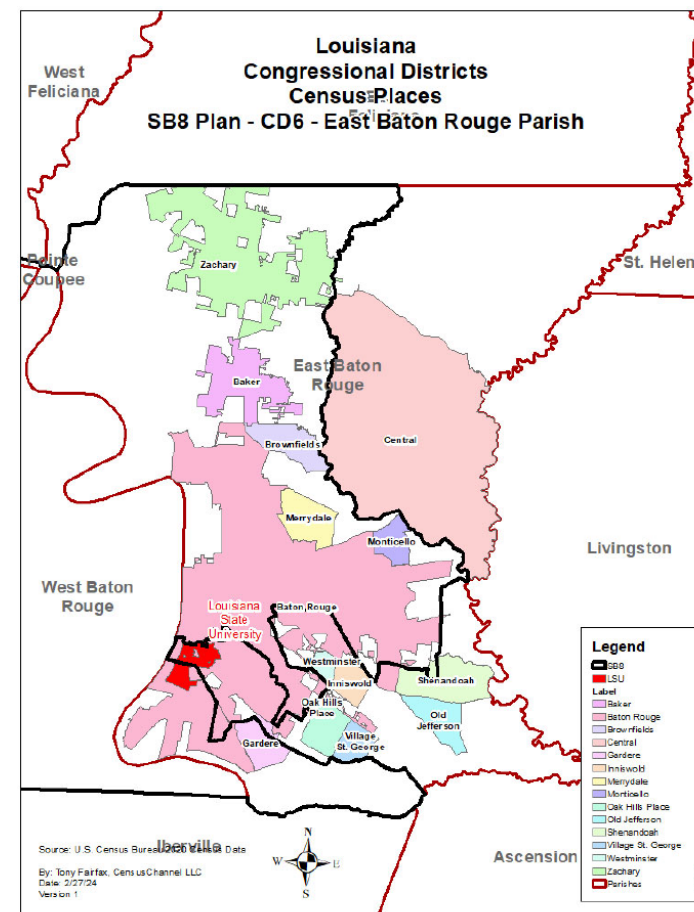 Louisiana
Congressional Districts
Census Places
SB8 Plan - CD6 - East Baton Rouge Parish
West
Feliciana
Feliciana
Pointe
Coupee
St. Helen
Zachary
East Baton
Rouge
Baker
Central
Brownfields
Merrydale
Monticello
Livingston
West Baton
Rouge
Louisiana
State
University
Baton Rouge
Westminster
Inniswold
Shenandoah
Oak Hills
Place
Old
Jefferson
Village
St. George
Gardere
Iberville
Ascension
Legend
SB8
LSU
Label
Baker
Baton Rouge
Brownfields
Central
Gardere
Inniswold
Merrydale
Monticello
Oak Hills Place
Old Jefferson
Shenandoah
Village St. George
Westminster
Zachary
Parishes
N
W
E
S
Source: U.S. Census Bureau 2020 Census Data
By: Tony Fairfax, CensusChannel LLC
Date: 2/27/24
Version 1